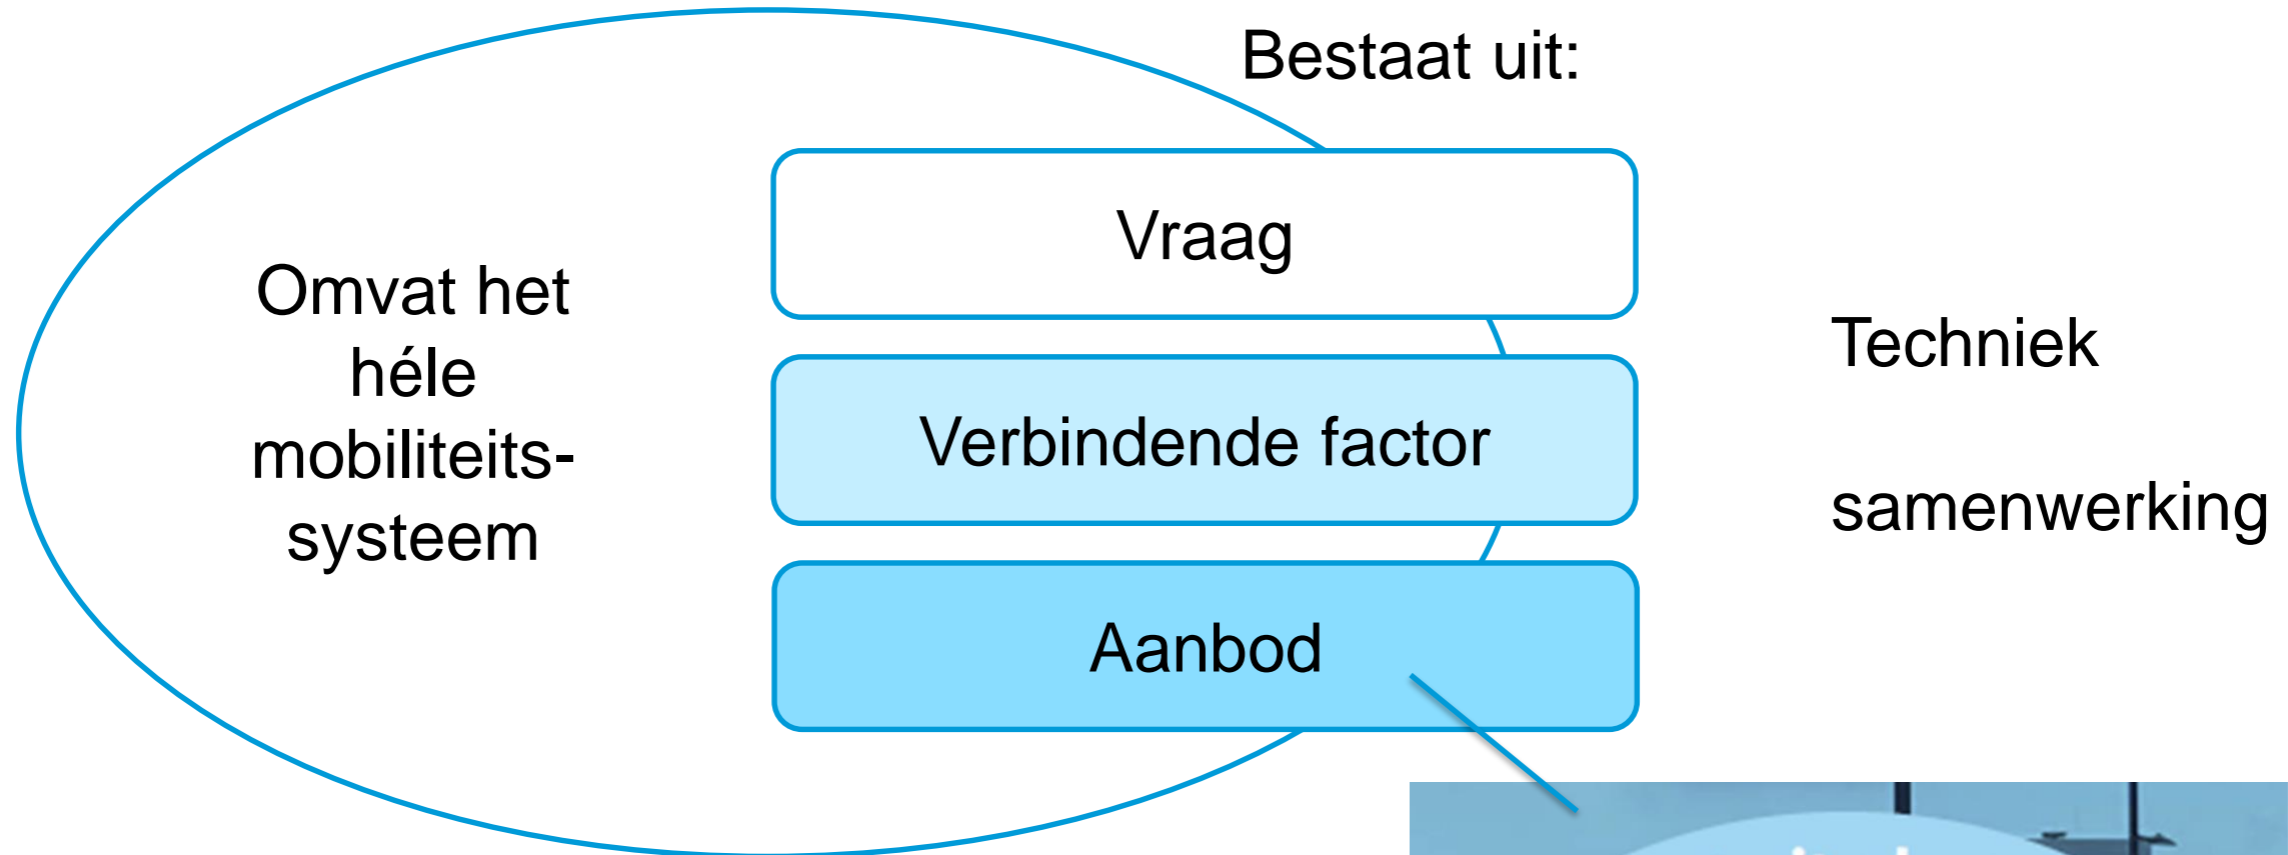 Bestaat uit:
Omvat het
héle
mobiliteits-
systeem
Vraag
Verbindende factor
Aanbod
Techniek
samenwerking